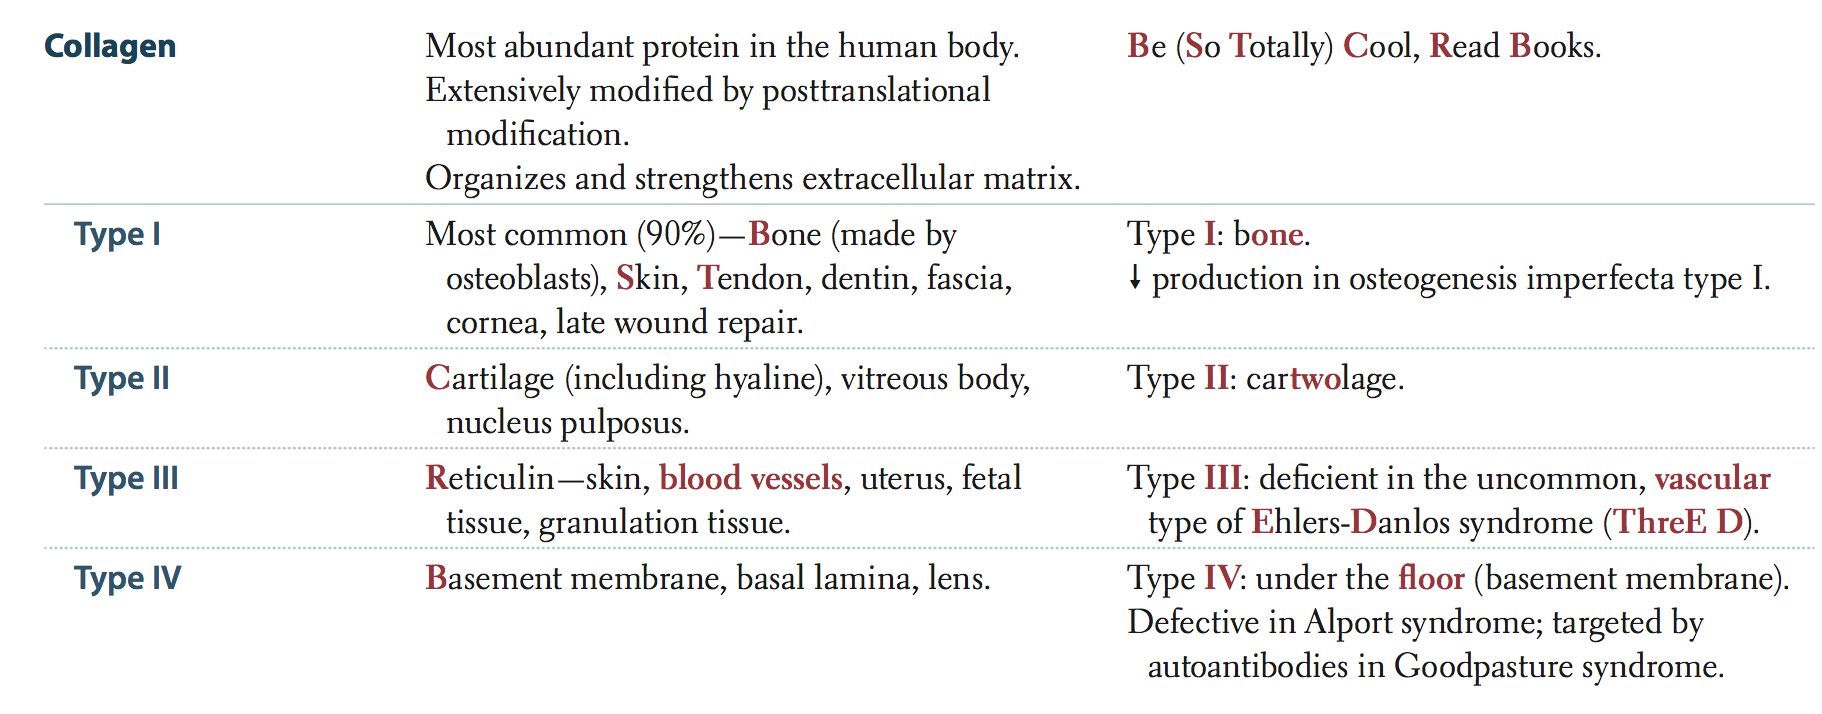 Collagen
Most abundant protein in the human body.
Extensively modified by posttranslational
modification.
Organizes and strengthens extracellular matrix.
Be (So Totally) Cool, Read Books.
Type I
Most common (90%)—Bone (made by
osteoblasts), Skin, Tendon, dentin, fascia,
cornea, late wound repair.
Type I: bone.
↓ production in osteogenesis imperfecta type I.
Type II
Cartilage (including hyaline), vitreous body,
nucleus pulposus.
Type II: cartwolage.
Type III
Reticulin—skin, blood vessels, uterus, fetal
tissue, granulation tissue.
Type III: deficient in the uncommon, vascular
type of Ehlers-Danlos syndrome (ThreE D).
Type IV
Basement membrane, basal lamina, lens.
Type IV: under the floor (basement membrane).
Defective in Alport syndrome; targeted by
autoantibodies in Goodpasture syndrome.